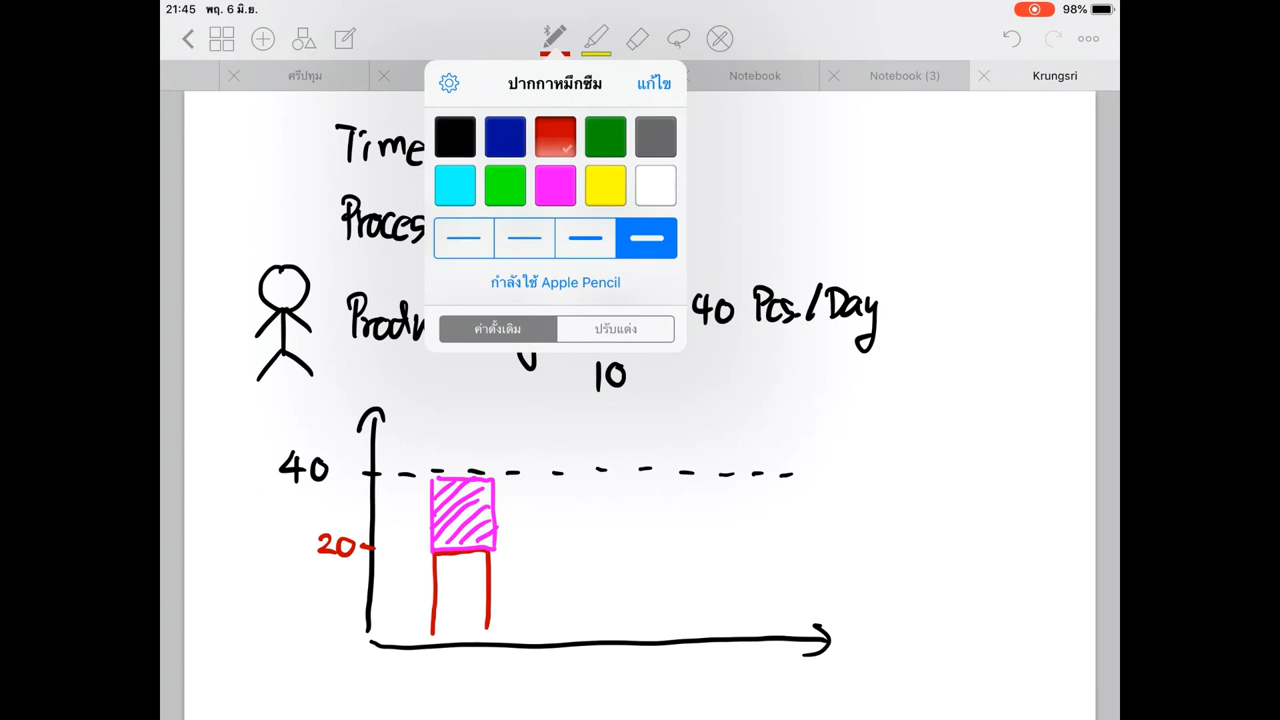 21:45 พฤ. 6 มิ.ย. 98%
ศรีปทุม Notebook Notebook (3) Krungsri
ปากกาหมึกซึม แก้ไข
Time
Proces
กำลังใช้ Apple Pencil
40 Pcs./Day
ค่าดั้งเดิม ปรับแต่ง
10
40
20